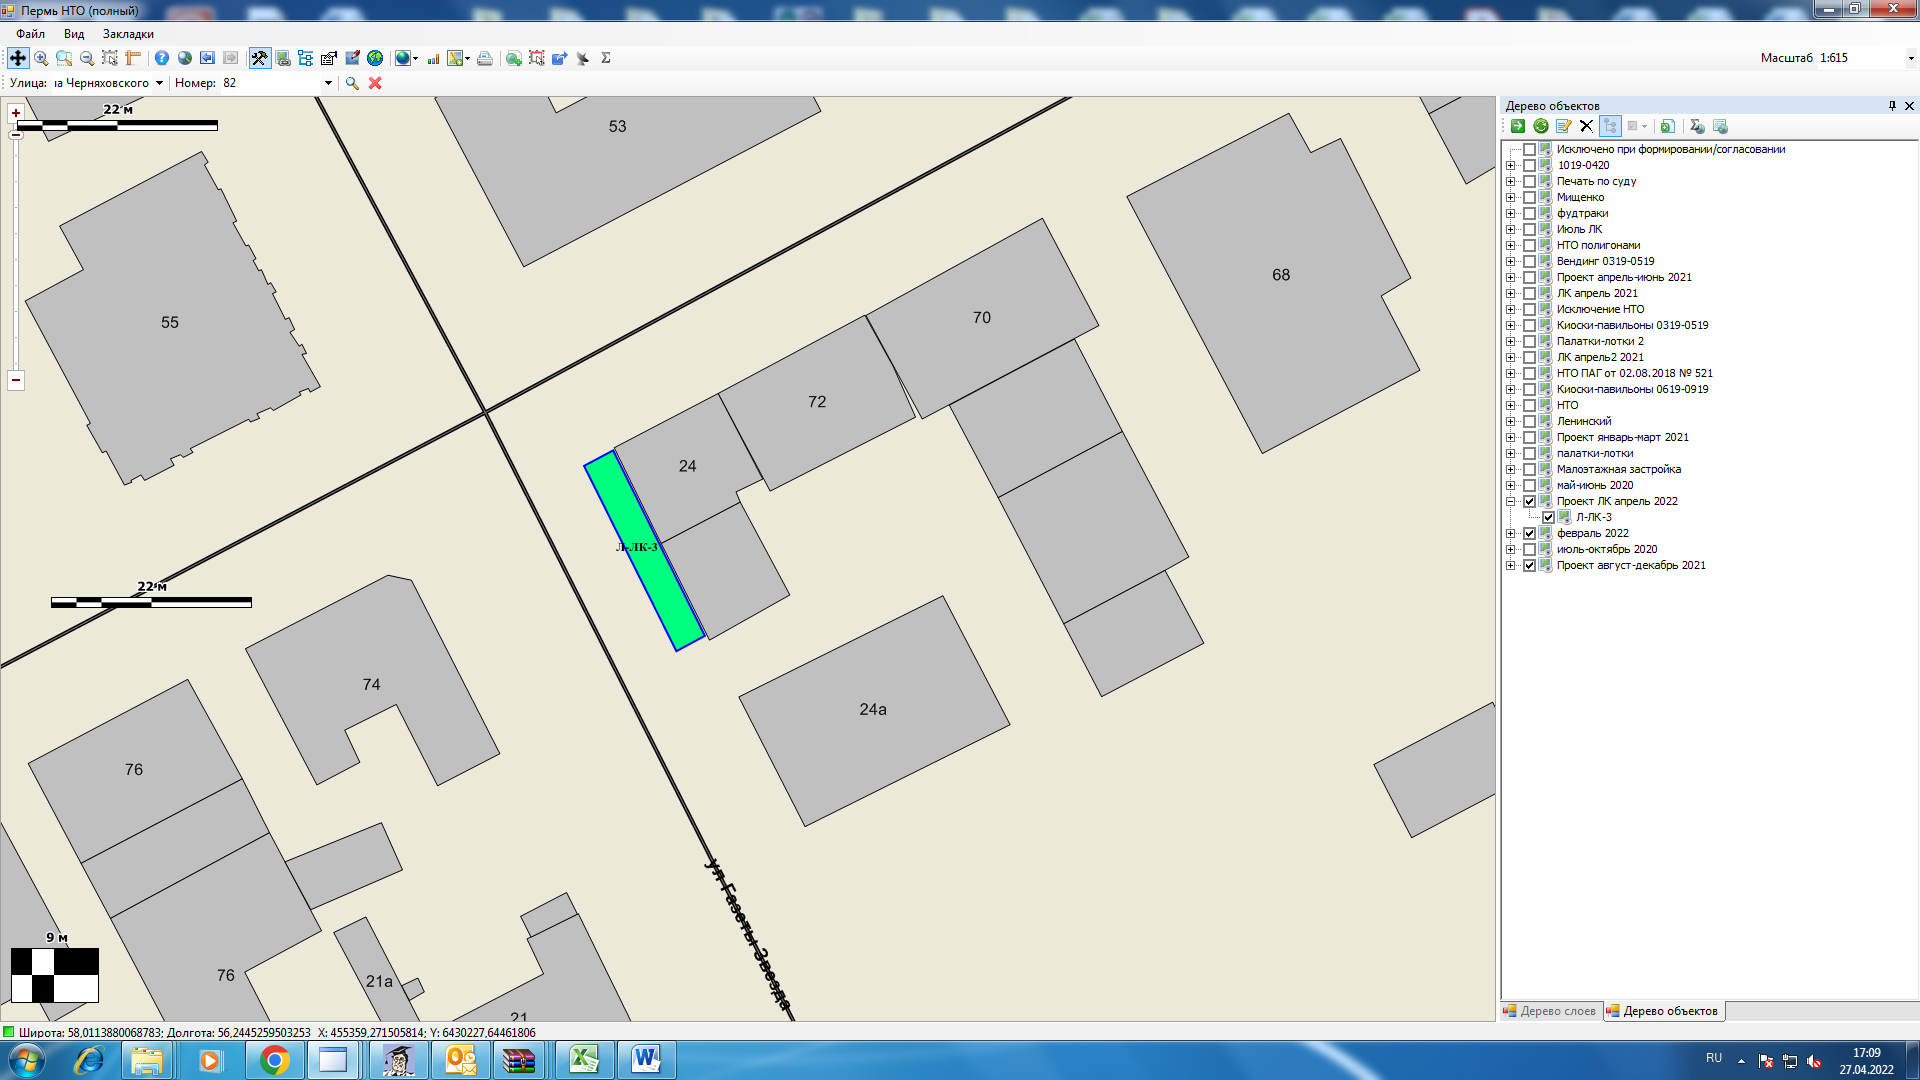 Пермь НТО (полный)
Файл Вид Закладки
Масштаб 1:615
Улица: на Черняховского Номер: 82
22 м
53
55
68
70
72
24
Л-ЛК-3
22 м
74
24а
76
ул Газеты Звезда
9 м
76
21а
21
Дерево объектов
Исключено при формировании/согласовании
1019-0420
Печать по суду
Мищенко
фудтраки
Июль ЛК
НТО полигонами
Вендинг 0319-0519
Проект апрель-июнь 2021
ЛК апрель 2021
Исключение НТО
Киоски-павильоны 0319-0519
Палатки-лотки 2
ЛК апрель2 2021
НТО ПАГ от 02.08.2018 № 521
Киоски-павильоны 0619-0919
НТО
Ленинский
Проект январь-март 2021
палатки-лотки
Малоэтажная застройка
май-июнь 2020
Проект ЛК апрель 2022
Л-ЛК-3
февраль 2022
июль-октябрь 2020
Проект август-декабрь 2021
Дерево слоев Дерево объектов
Широта: 58,0113880068783; Долгота: 56,2445259503253 X: 455359,271505814; Y: 6430227,64461806
RU
17:09
27.04.2022